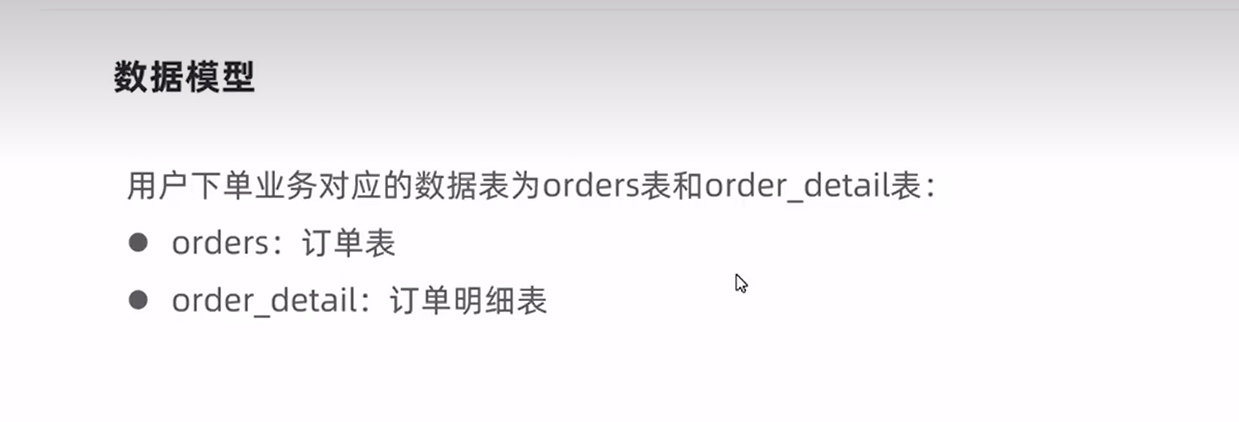 数据模型
用户下单业务对应的数据表为orders表和order_detail表：
● orders：订单表
● order_detail：订单明细表